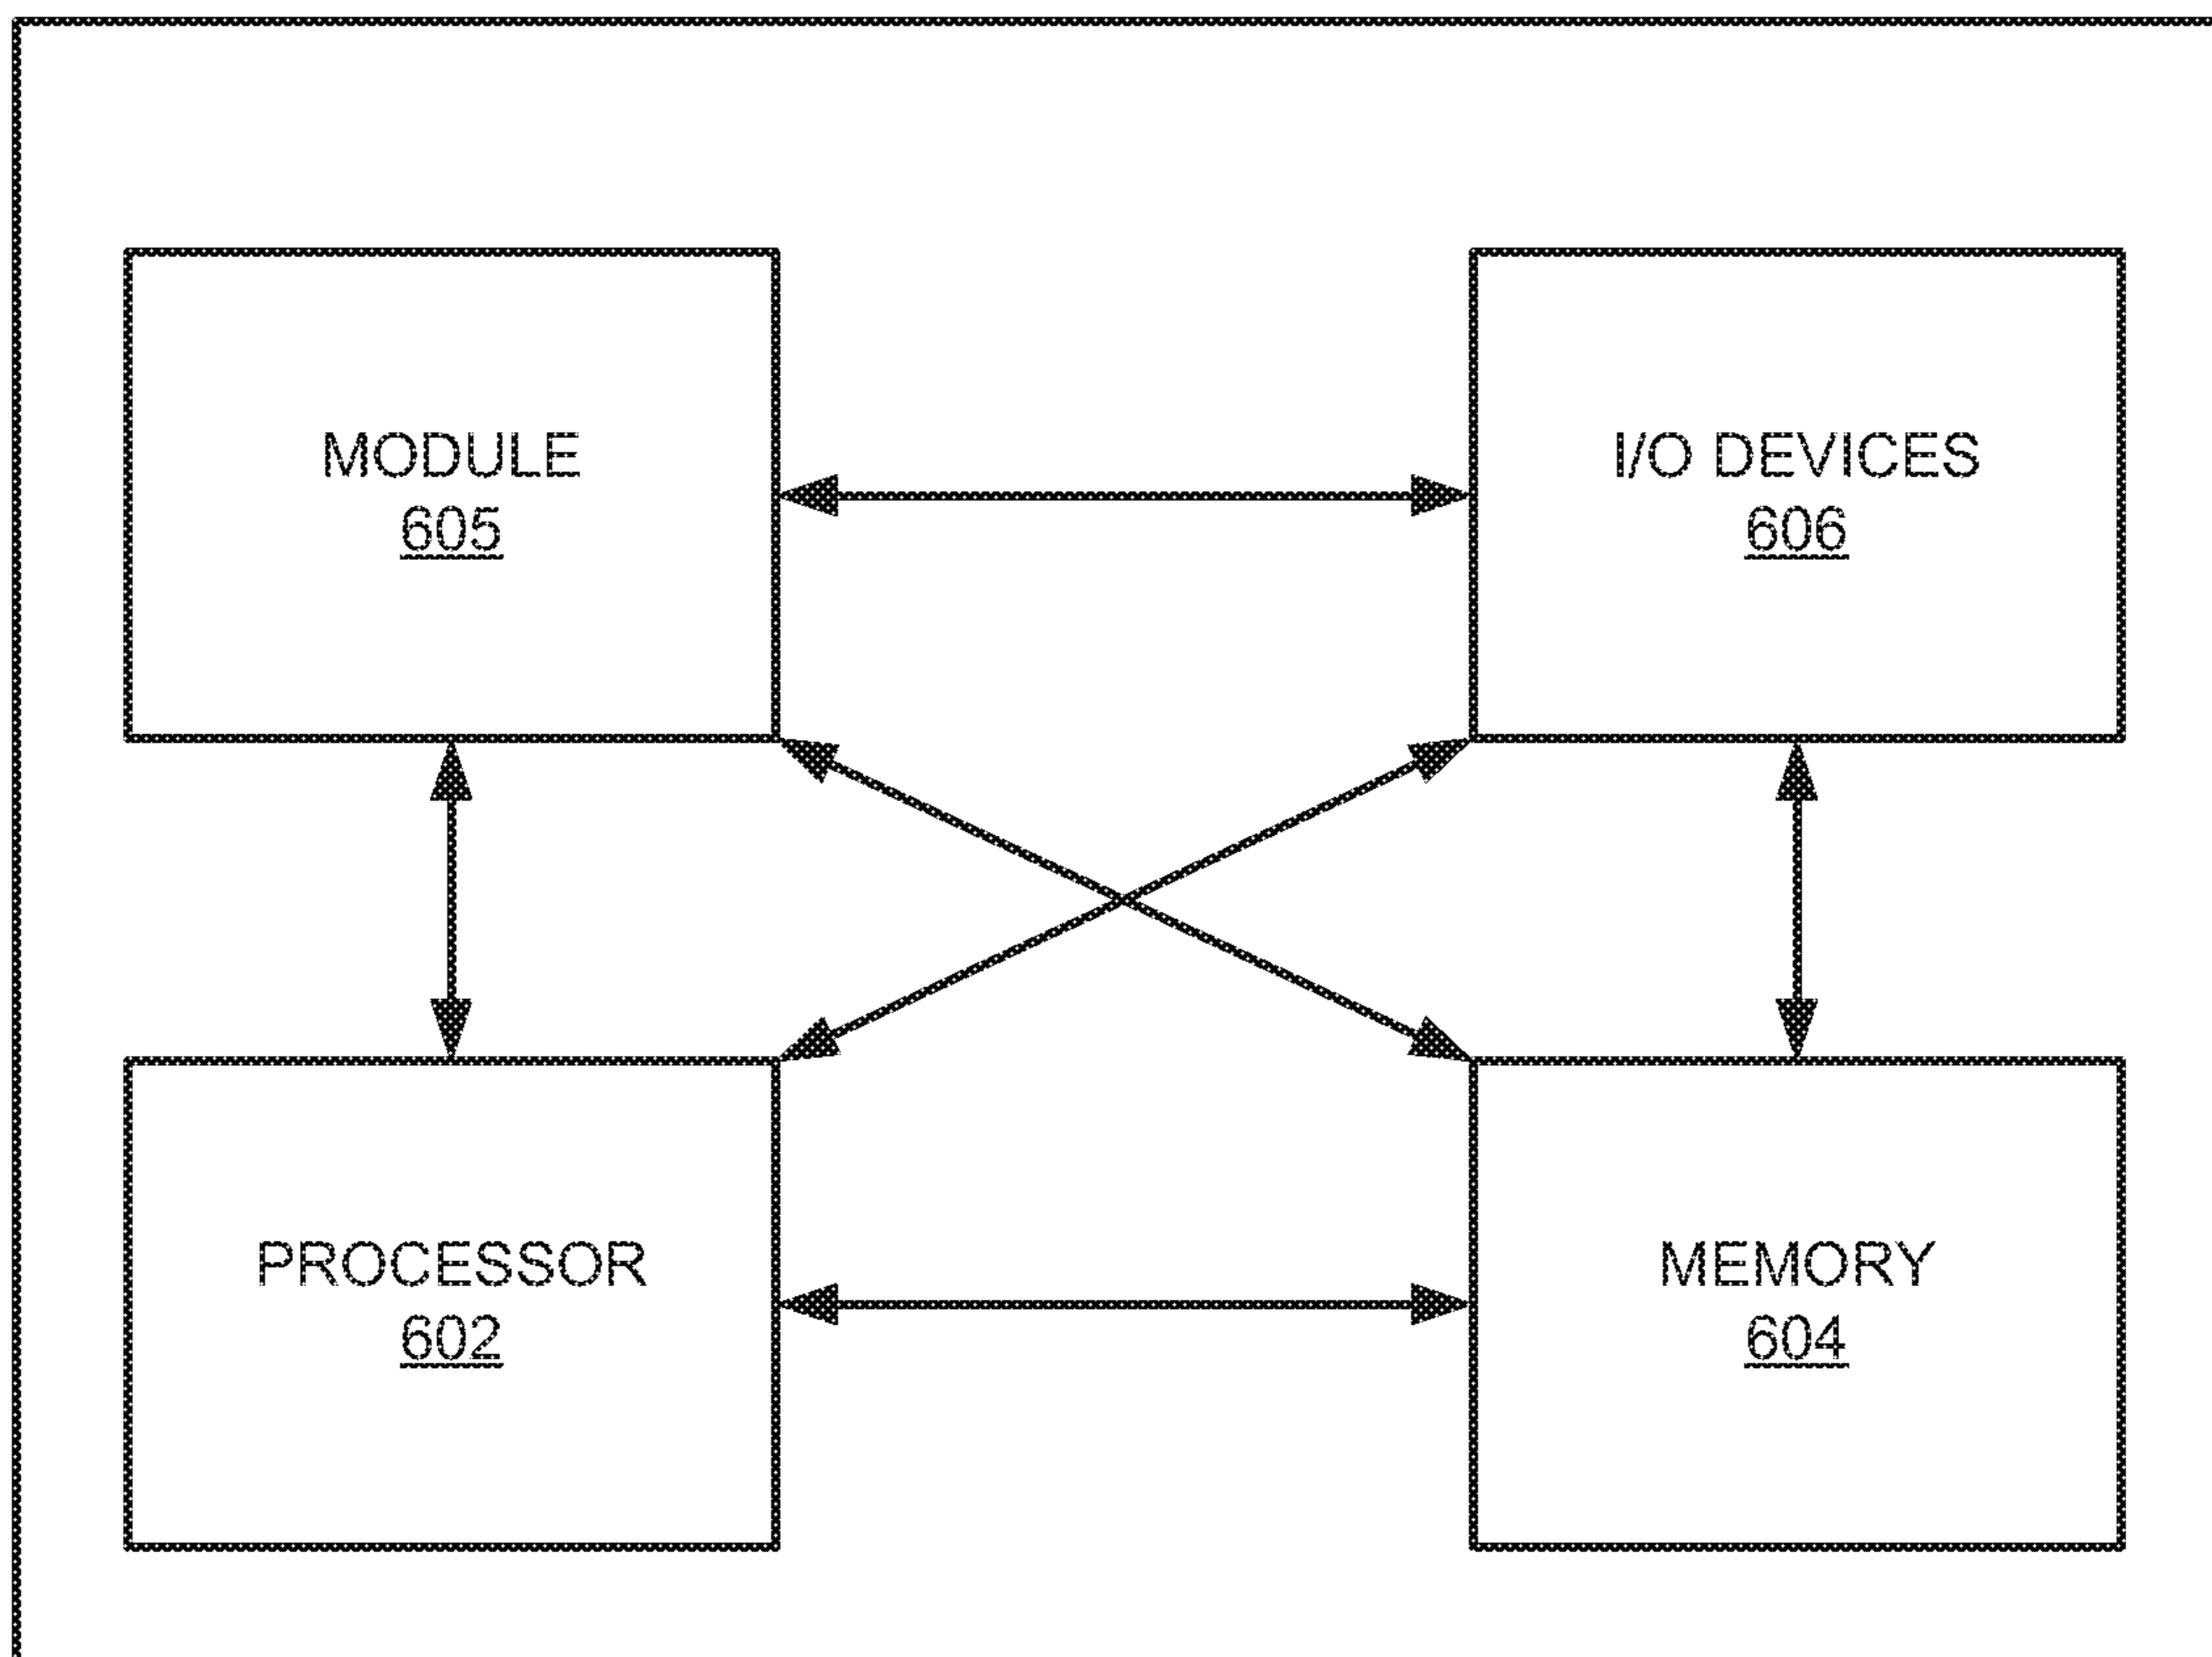 MODULE
605
I/O DEVICES
606
PROCESSOR
602
MEMORY
604